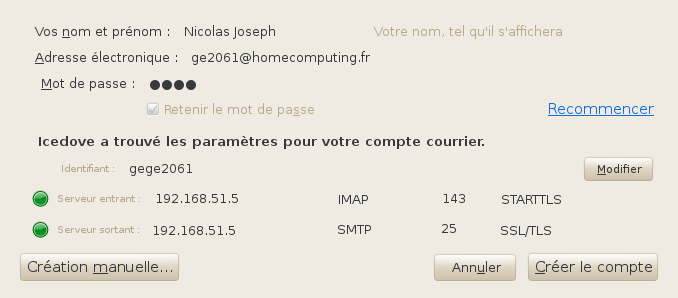 Vos nom et prénom : Nicolas Joseph Votre nom, tel qu'il s'affichera
Adresse électronique : ge2061@homecomputing.fr
Mot de passe : ●●●●
Retenir le mot de passe
Recommencer
Icedove a trouvé les paramètres pour votre compte courrier.
Identifiant : gege2061 Modifier
Serveur entrant : 192.168.51.5 IMAP 143 STARTTLS
Serveur sortant : 192.168.51.5 SMTP 25 SSL/TLS
Création manuelle... Annuler Créer le compte